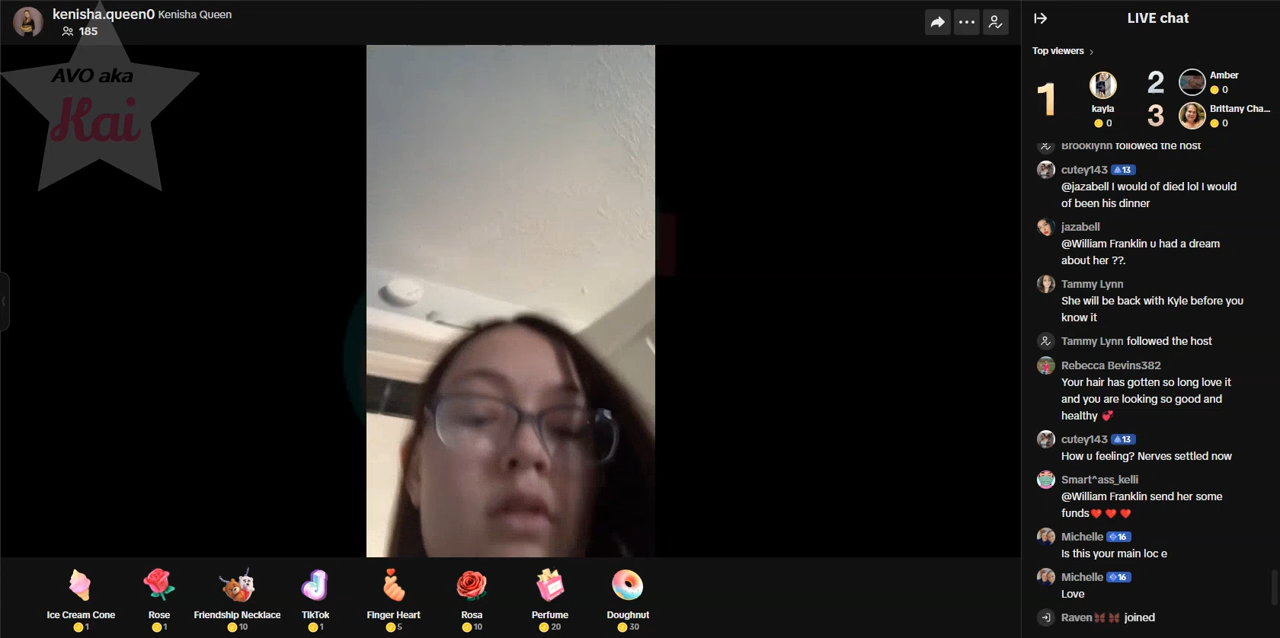 kenisha.queen0 Kenisha Queen
185
AVO aka
Kai
LIVE chat
Top viewers
1
kayla
0
2
Amber
0
3
Brittany Cha...
0
Brooklynn followed the host
cutey143 13
@jazabell I would of died lol I would
of been his dinner
jazabell
@William Franklin u had a dream
about her ??.
Tammy Lynn
She will be back with Kyle before you
know it
Tammy Lynn followed the host
Rebecca Bevins382
Your hair has gotten so long love it
and you are looking so good and
healthy 💕
cutey143 13
How u feeling? Nerves settled now
Smart^ass_kelli
@William Franklin send her some
funds❤️ ❤️ ❤️
Michelle 16
Is this your main loc e
Michelle 16
Love
Raven joined
Ice Cream Cone
1
Rose
1
Friendship Necklace
10
TikTok
1
Finger Heart
5
Rosa
10
Perfume
20
Doughnut
30